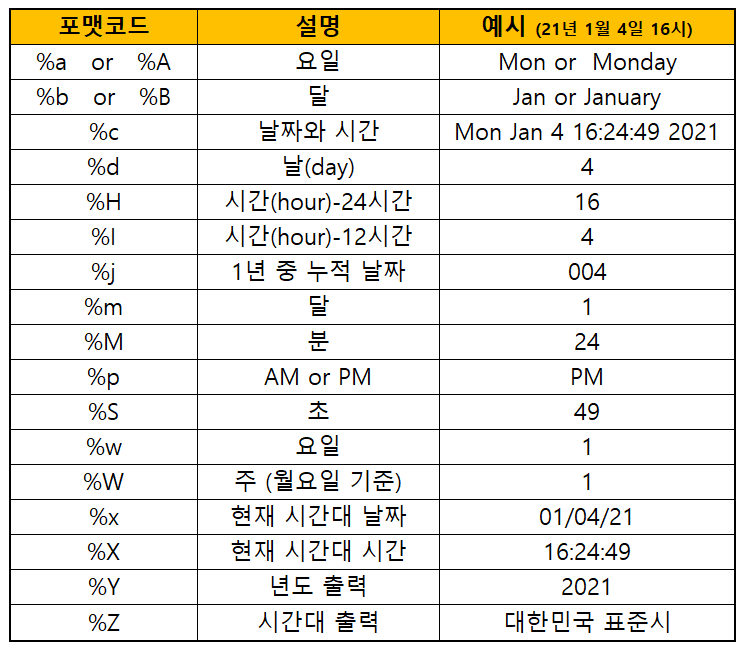 포맷코드 설명 예시 (21년 1월 4일 16시)
%a or %A 요일 Mon or Monday
%b or %B 달 Jan or January
%c 날짜와 시간 Mon Jan 4 16:24:49 2021
%d 날(day) 4
%H 시간(hour)-24시간 16
%I 시간(hour)-12시간 4
%j 1년 중 누적 날짜 004
%m 달 1
%M 분 24
%p AM or PM PM
%S 초 49
%w 요일 1
%W 주 (월요일 기준) 1
%x 현재 시간대 날짜 01/04/21
%X 현재 시간대 시간 16:24:49
%Y 년도 출력 2021
%Z 시간대 출력 대한민국 표준시